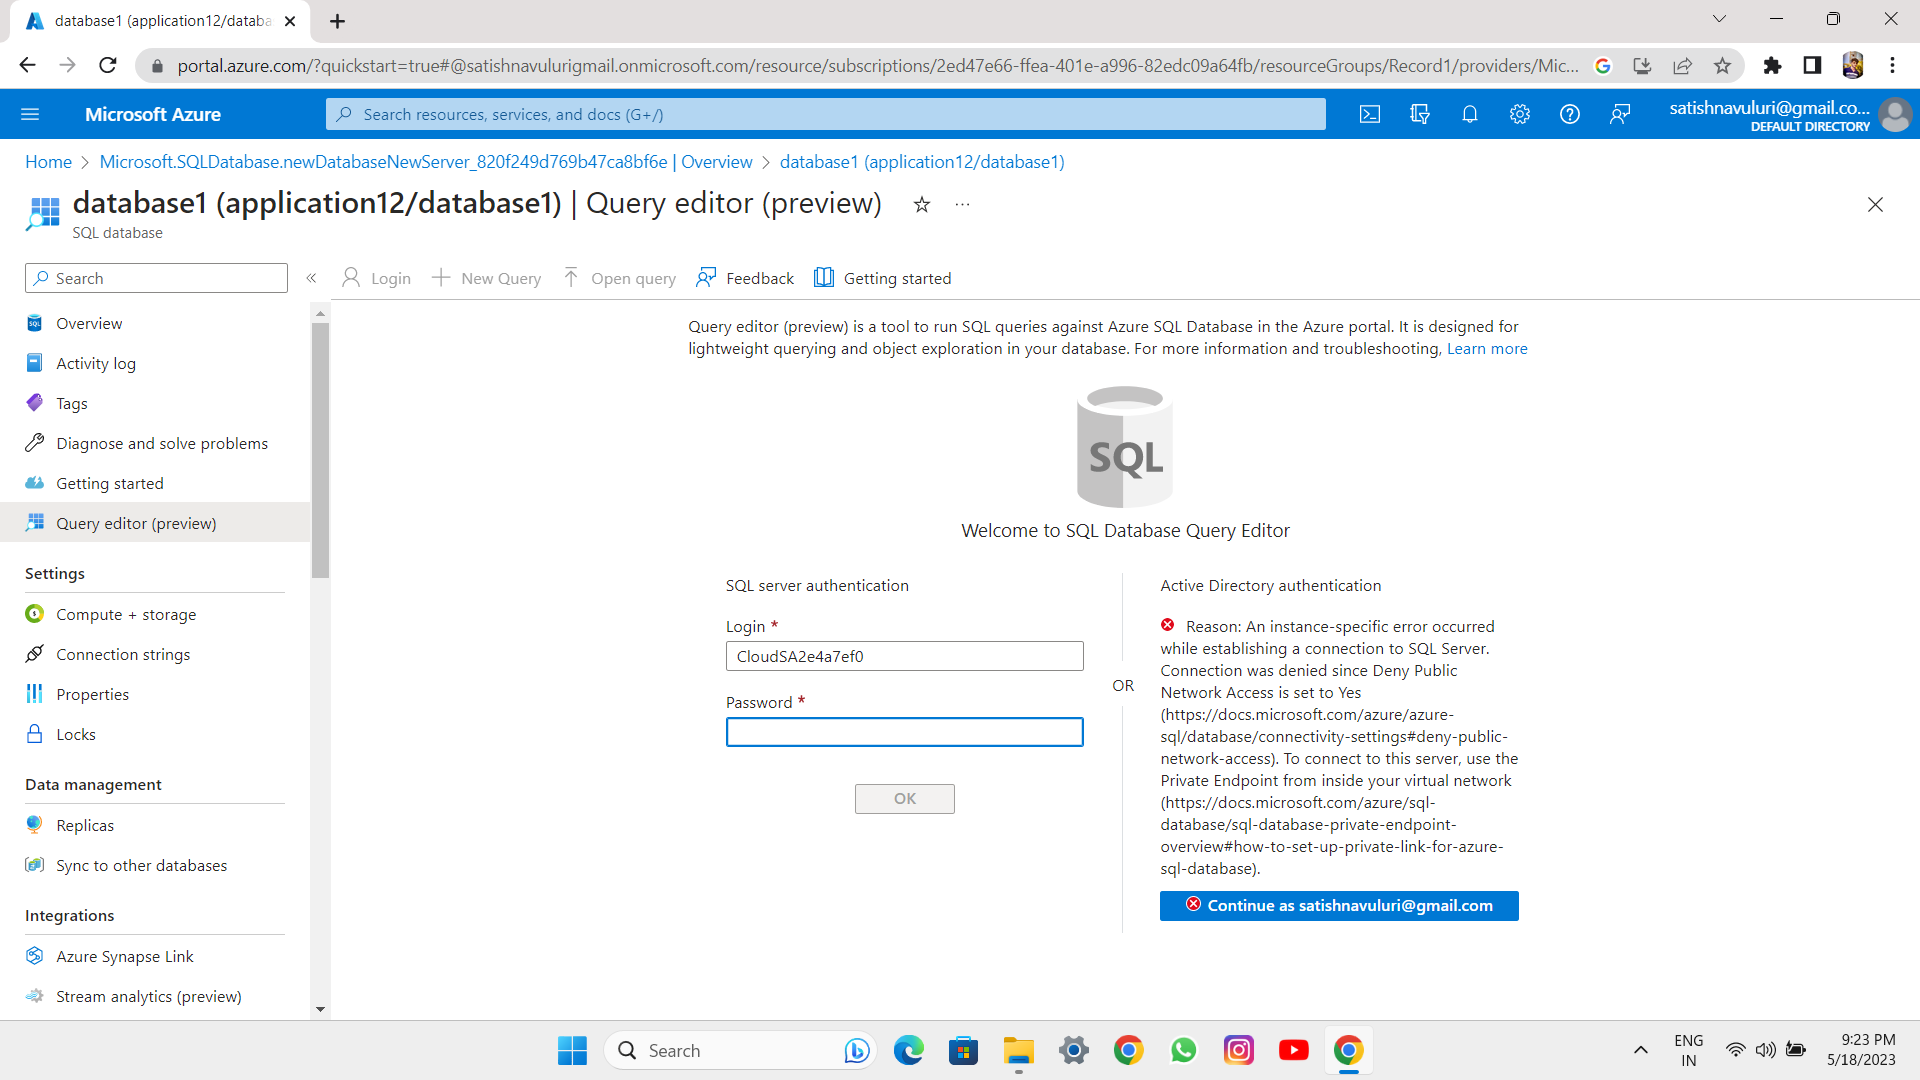 database1 (application12/databa
portal.azure.com/?quickstart=true#@satishnavulurigmail.onmicrosoft.com/resource/subscriptions/2ed47e66-ffea-401e-a996-82edc09a64fb/resourceGroups/Record1/providers/Mic...
Microsoft Azure
Search resources, services, and docs (G+/)
satishnavuluri@gmail.co...
DEFAULT DIRECTORY
Home > Microsoft.SQLDatabase.newDatabaseNewServer_820f249d769b47ca8bf6e | Overview > database1 (application12/database1)
database1 (application12/database1) | Query editor (preview) ...
SQL database
Search
Login
New Query
Open query
Feedback
Getting started
Overview
Activity log
Tags
Diagnose and solve problems
Getting started
Query editor (preview)
Settings
Compute + storage
Connection strings
Properties
Locks
Data management
Replicas
Sync to other databases
Integrations
Azure Synapse Link
Stream analytics (preview)
Query editor (preview) is a tool to run SQL queries against Azure SQL Database in the Azure portal. It is designed for
lightweight querying and object exploration in your database. For more information and troubleshooting, Learn more
SQL
Welcome to SQL Database Query Editor
SQL server authentication
Login *
CloudSA2e4a7ef0
Password *
OK
OR
Active Directory authentication
Reason: An instance-specific error occurred
while establishing a connection to SQL Server.
Connection was denied since Deny Public
Network Access is set to Yes
(https://docs.microsoft.com/azure/azure-
sql/database/connectivity-settings#deny-public-
network-access). To connect to this server, use the
Private Endpoint from inside your virtual network
(https://docs.microsoft.com/azure/sql-
database/sql-database-private-endpoint-
overview#how-to-set-up-private-link-for-azure-
sql-database).
Continue as satishnavuluri@gmail.com
Search
ENG
IN
9:23 PM
5/18/2023